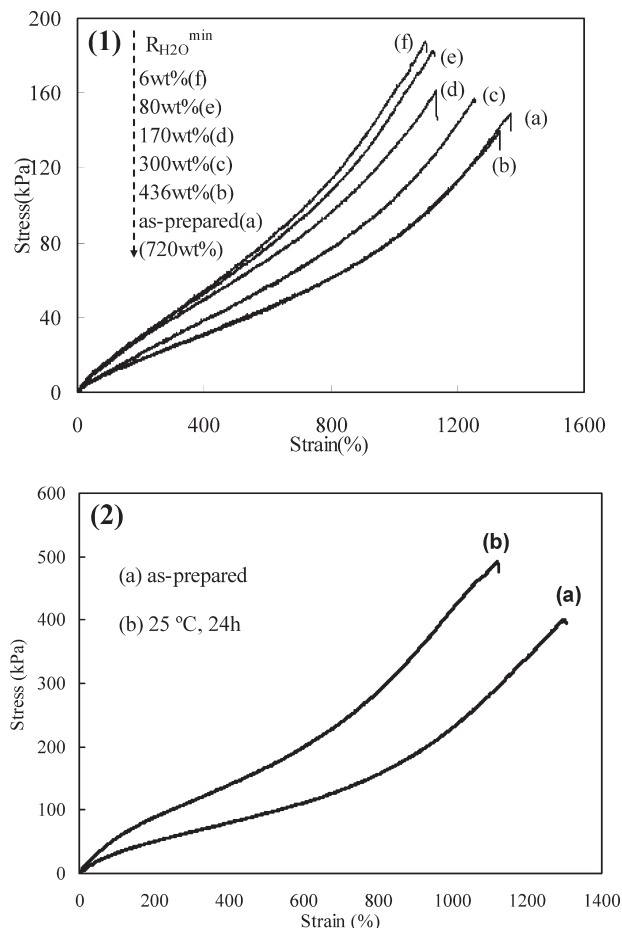 200
(1)
R_H2O^min
(f)
(e)
6wt%(f)
160
80wt%(e)
(d)
(c)
170wt%(d)
(a)
300wt%(c)
(b)
120
436wt%(b)
as-prepared(a)
(720wt%)
80
40
0
Stress(kPa)
0
400
800
1200
1600
Strain(%)
600
(2)
500
(b)
(a) as-prepared
(a)
(b) 25 ºC, 24h
400
300
200
100
0
Stress (kPa)
0
200
400
600
800
1000
1200
1400
Strain (%)